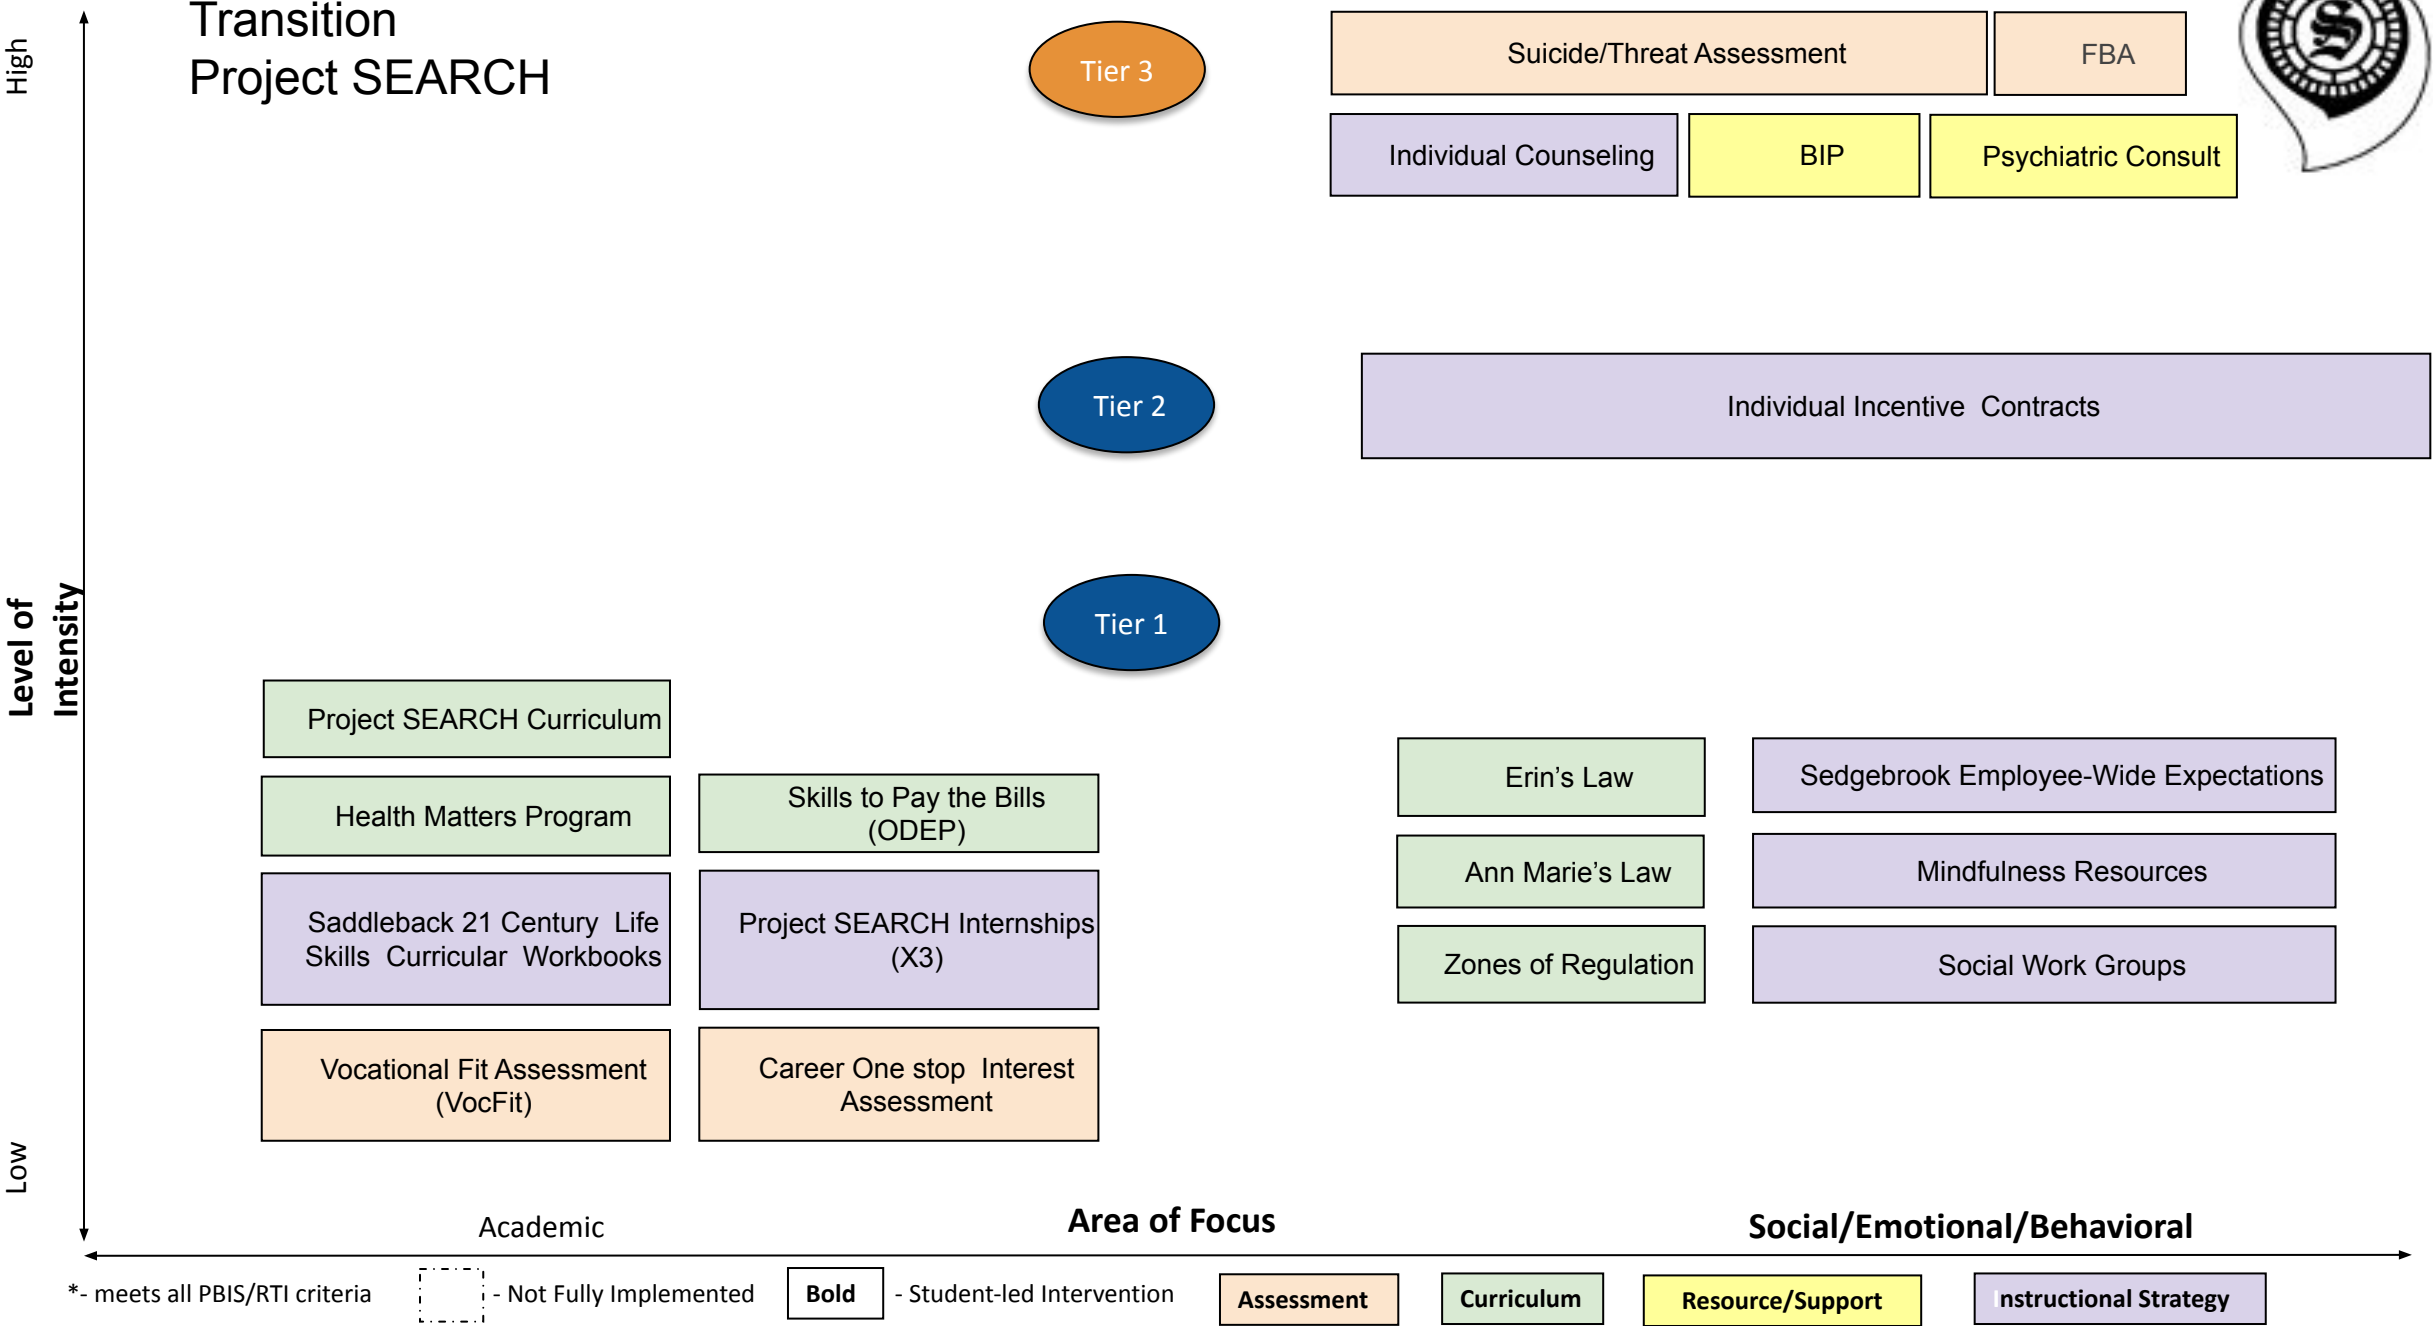 Transition
Project SEARCH
High
Tier 3
Suicide/Threat Assessment
FBA
S
Individual Counseling
BIP
Psychiatric Consult
Tier 2
Individual Incentive Contracts
Tier 1
Level of
Intensity
Project SEARCH Curriculum
Health Matters Program
Skills to Pay the Bills
(ODEP)
Saddleback 21 Century Life
Skills Curricular Workbooks
Project SEARCH Internships
(X3)
Vocational Fit Assessment
(VocFit)
Career One stop Interest
Assessment
Erin’s Law
Sedgebrook Employee-Wide Expectations
Ann Marie’s Law
Mindfulness Resources
Zones of Regulation
Social Work Groups
Low
Academic
Area of Focus
Social/Emotional/Behavioral
*- meets all PBIS/RTI criteria
- Not Fully Implemented
Bold
- Student-led Intervention
Assessment
Curriculum
Resource/Support
Instructional Strategy